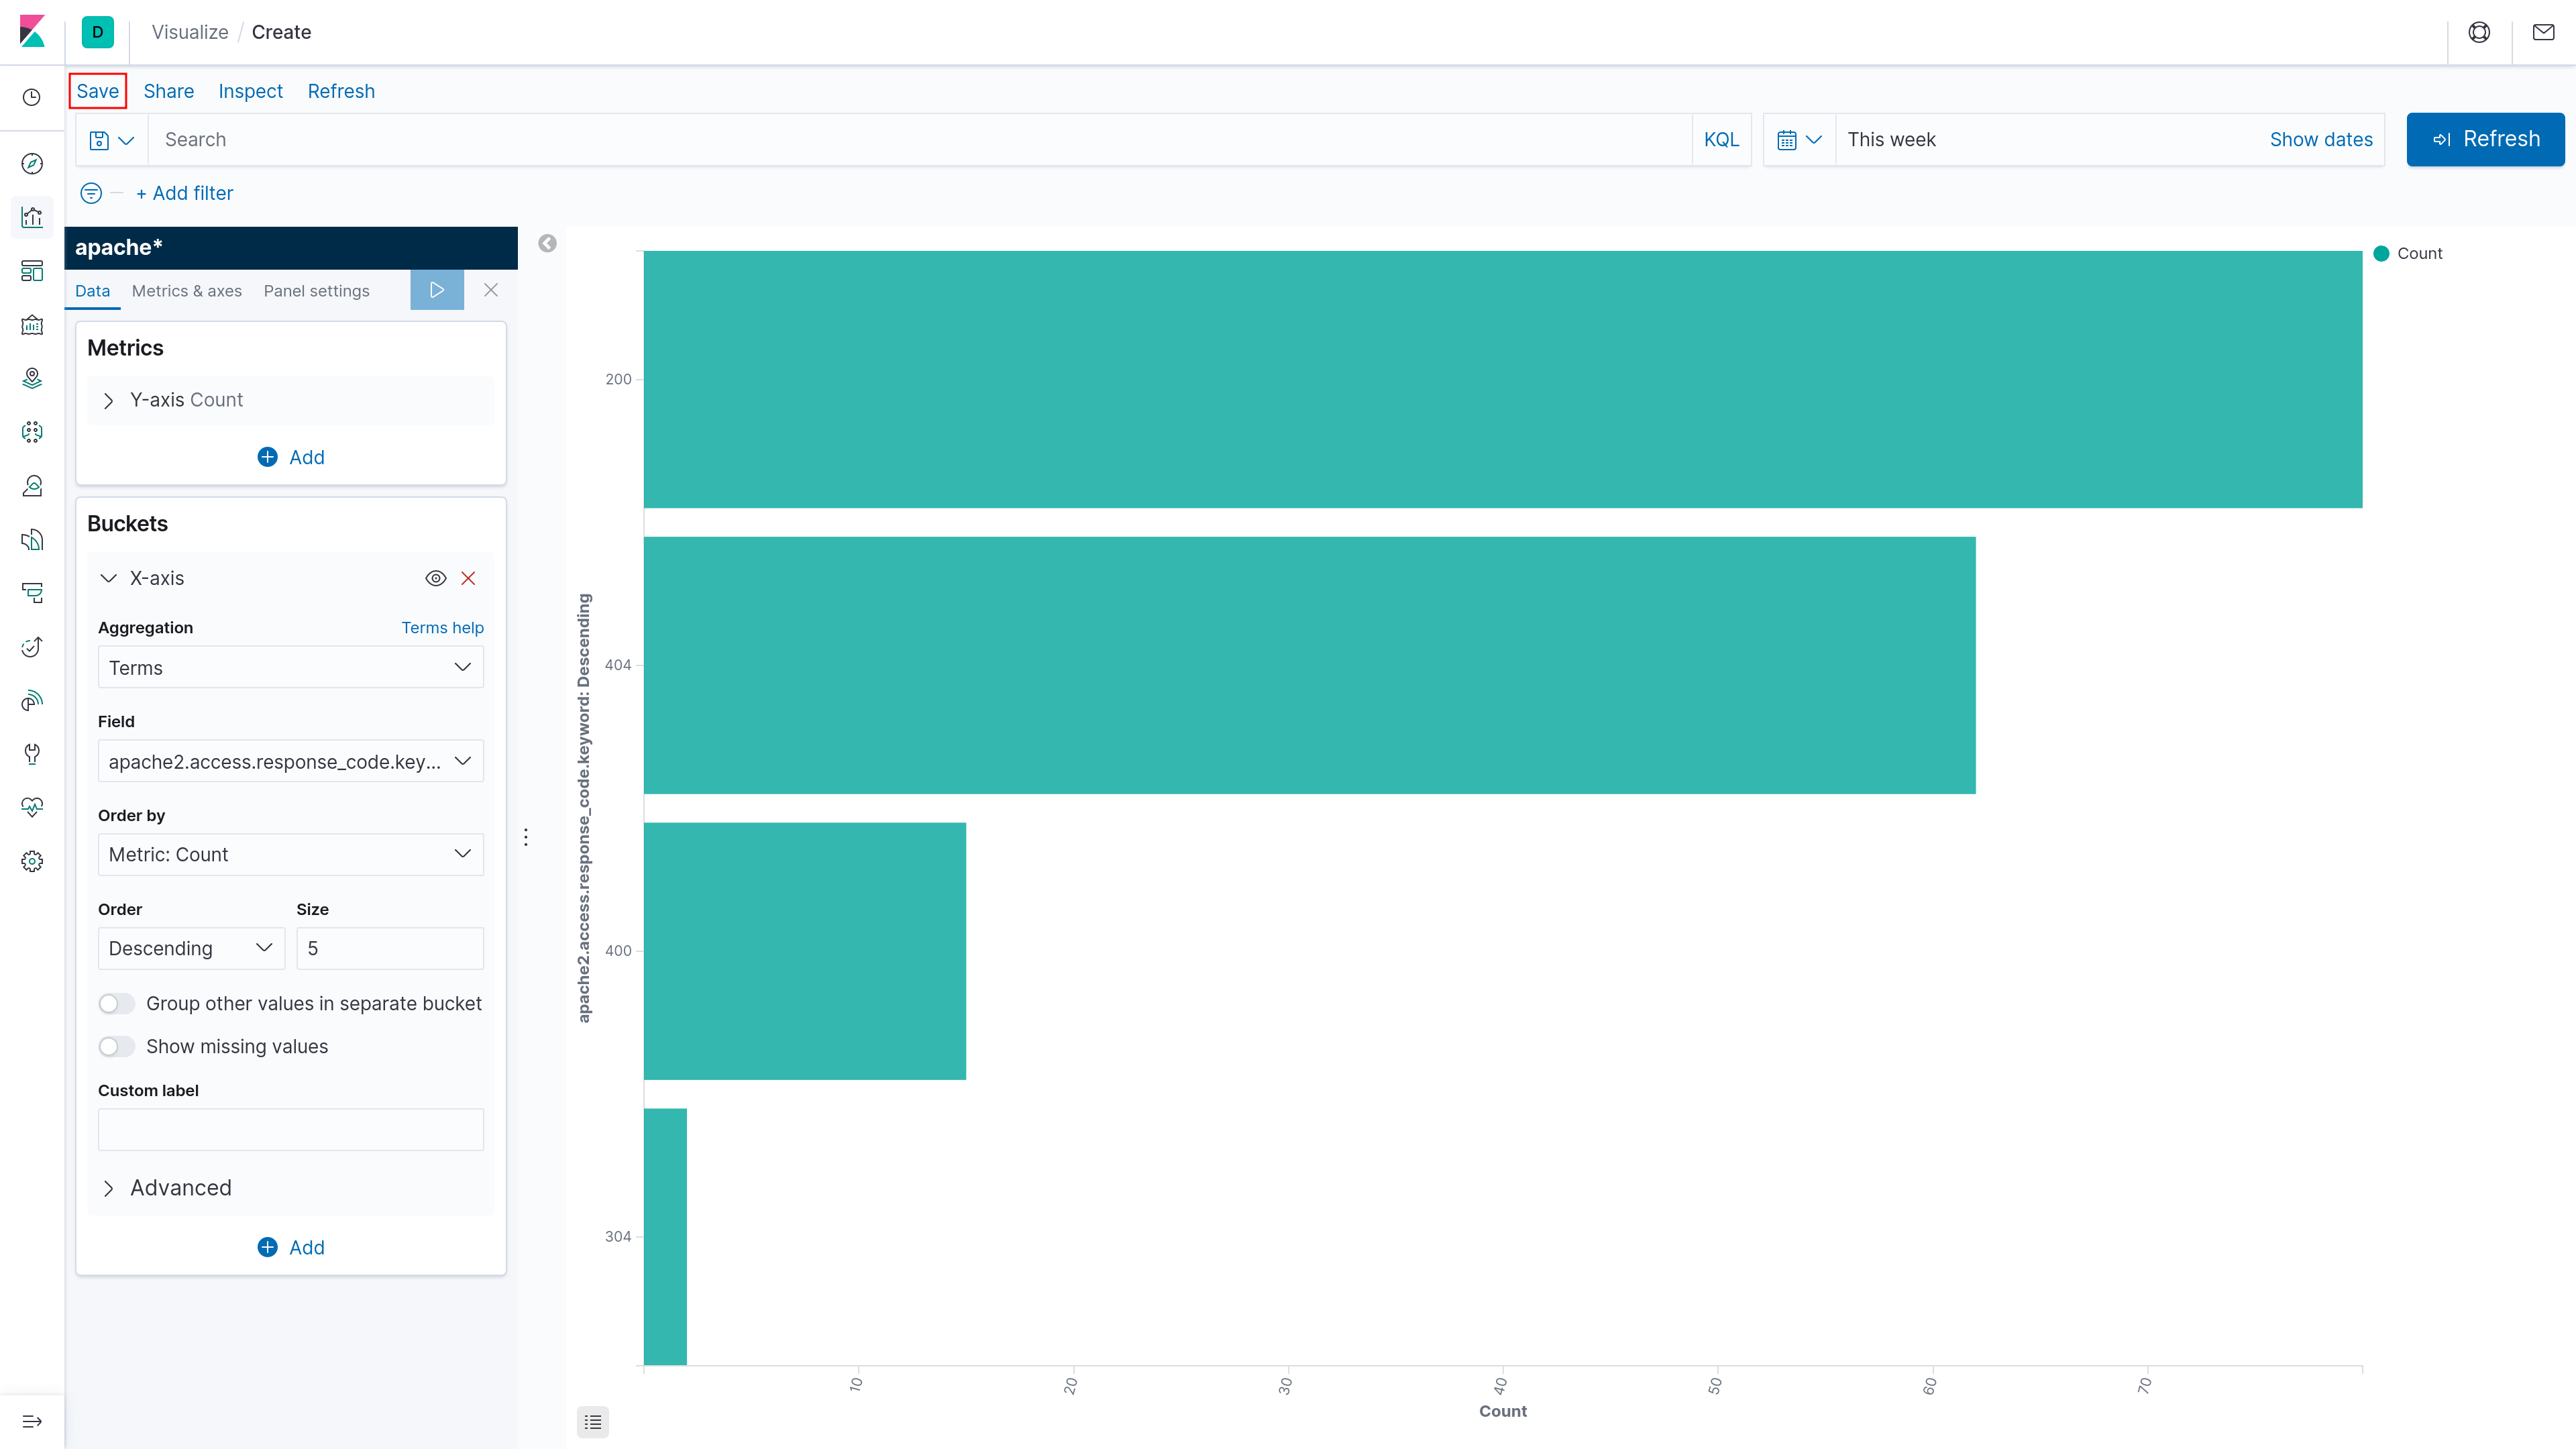 D
Visualize / Create
Save Share Inspect Refresh
Search KQL This week Show dates Refresh
+ Add filter
apache*
Data Metrics & axes Panel settings
Metrics
Y-axis Count
Add
Buckets
X-axis
Aggregation Terms help
Terms
Field
apache2.access.response_code.key...
Order by
Metric: Count
Order Size
Descending 5
Group other values in separate bucket
Show missing values
Custom label
Advanced
Add
apache2.access.response_code.keyword: Descending
200
404
400
304
10 20 30 40 50 60 70
Count
Count